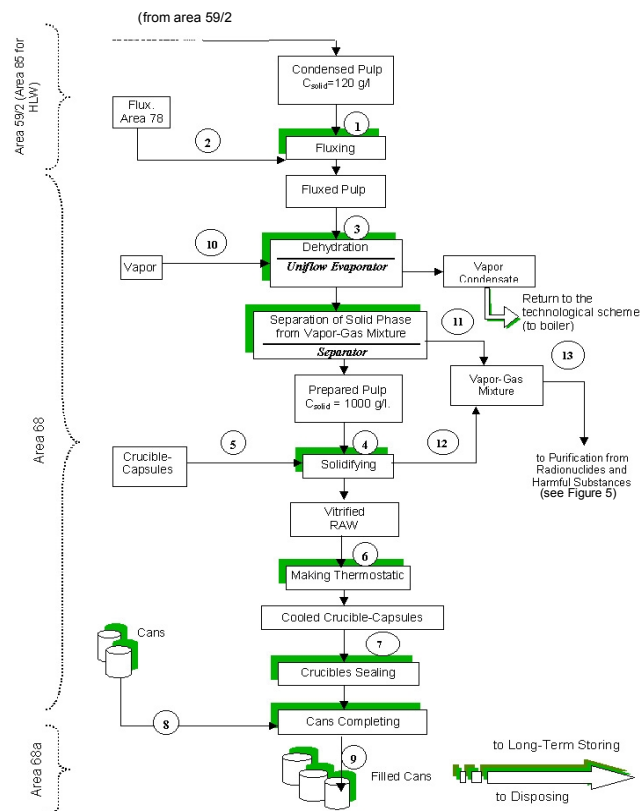 (from area 59/2
Condensed Pulp
Csolid=120 g/l
Area 59/2 (Area 85 for
HLW)
Flux.
Area 78
1
2
Fluxing
Fluxed Pulp
3
10
Dehydration
Uniflow Evaporator
Vapor
Vapor
Condensate
Return to the
technological scheme
(to boiler)
Separation of Solid Phase
from Vapor-Gas Mixture
Separator
11
13
Prepared Pulp
Csolid = 1000 g/l.
Vapor-Gas
Mixture
Area 68
Crucible-
Capsules
5
4
12
Solidifying
to Purification from
Radionuclides and
Harmful Substances
(see Figure 5)
Vitrified
RAW
6
Making Thermostatic
Cooled Crucible-Capsules
7
Cans
Crucibles Sealing
8
Cans Completing
9
Area 68a
Filled Cans
to Long-Term Storing
to Disposing